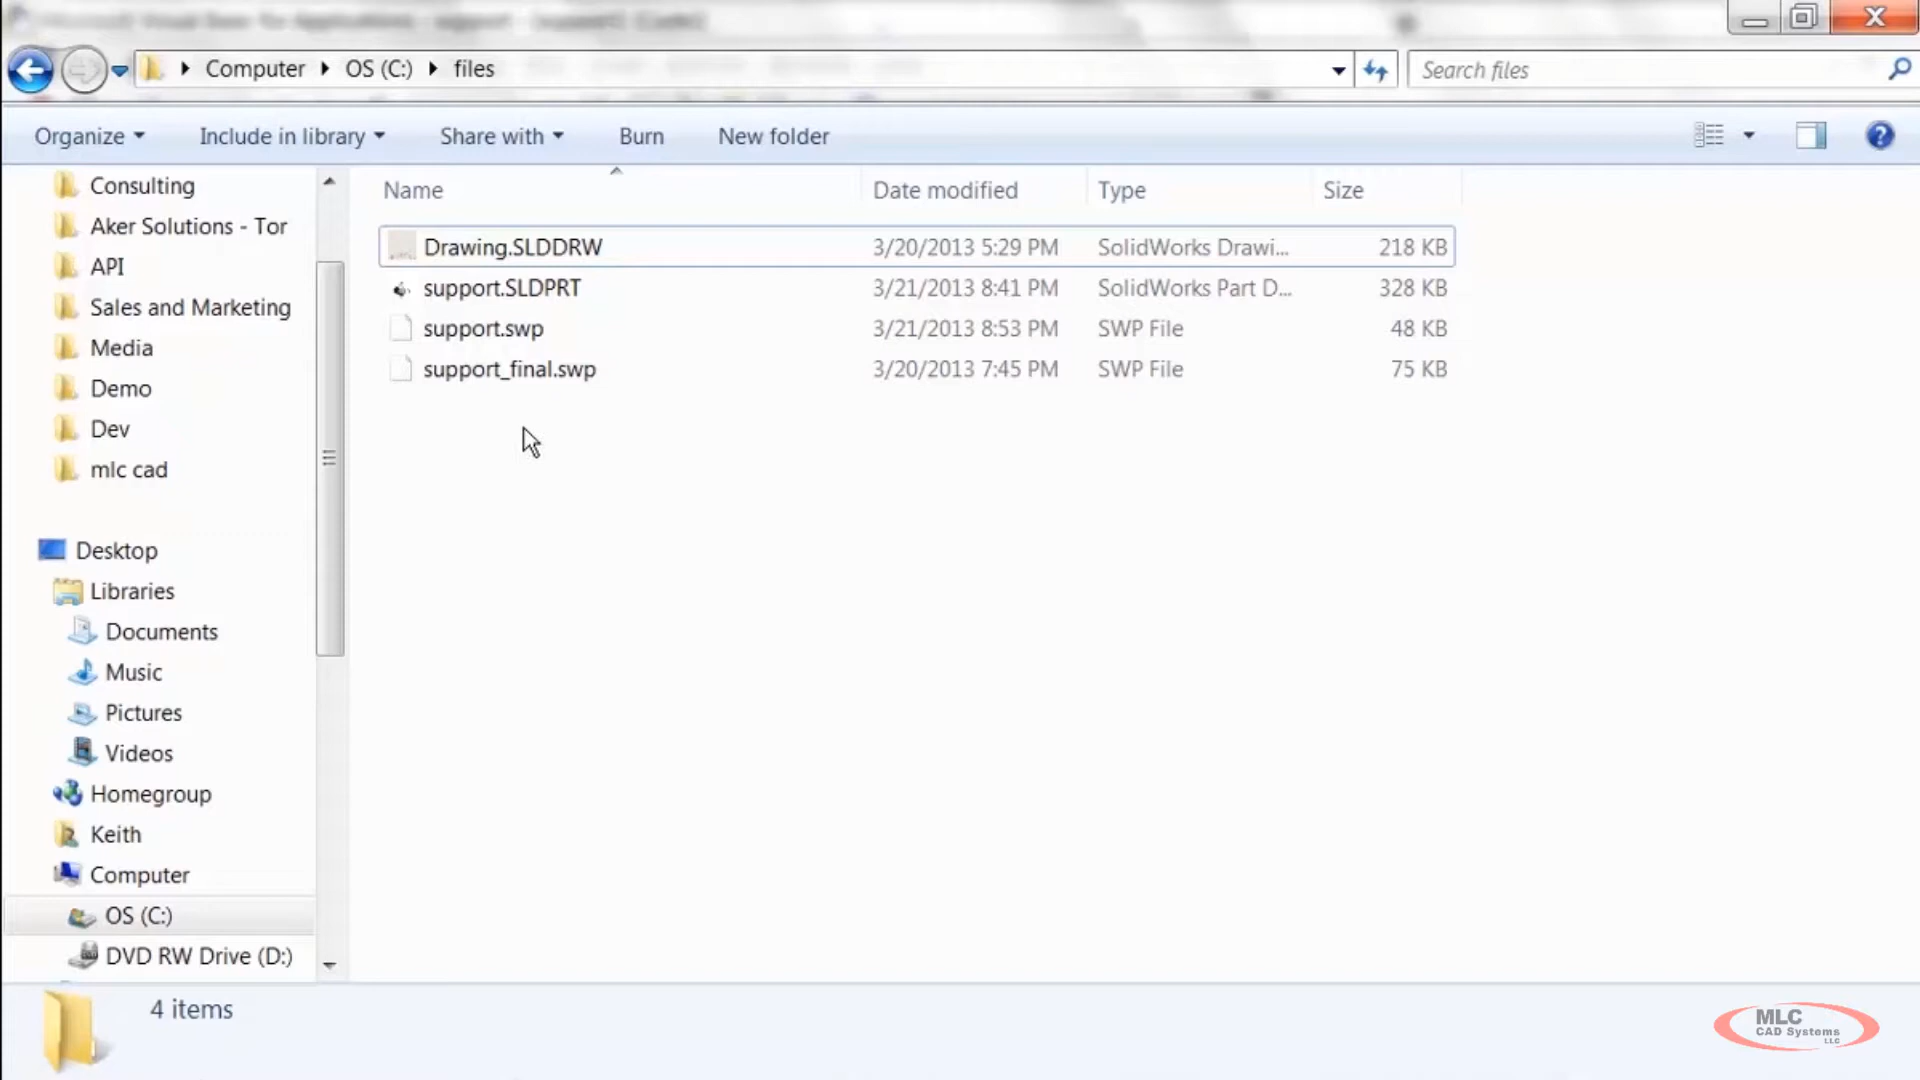 Computer OS (C:) files
Search files
Organize Include in library Share with Burn New folder
Name Date modified Type Size
Drawing.SLDDRW 3/20/2013 5:29 PM SolidWorks Drawi... 218 KB
support.SLDPRT 3/21/2013 8:41 PM SolidWorks Part D... 328 KB
support.swp 3/21/2013 8:53 PM SWP File 48 KB
support_final.swp 3/20/2013 7:45 PM SWP File 75 KB
Consulting
Aker Solutions - Tor
API
Sales and Marketing
Media
Demo
Dev
mlc cad
Desktop
Libraries
Documents
Music
Pictures
Videos
Homegroup
Keith
Computer
OS (C:)
DVD RW Drive (D:)
4 items
MLC
CAD Systems
LLC